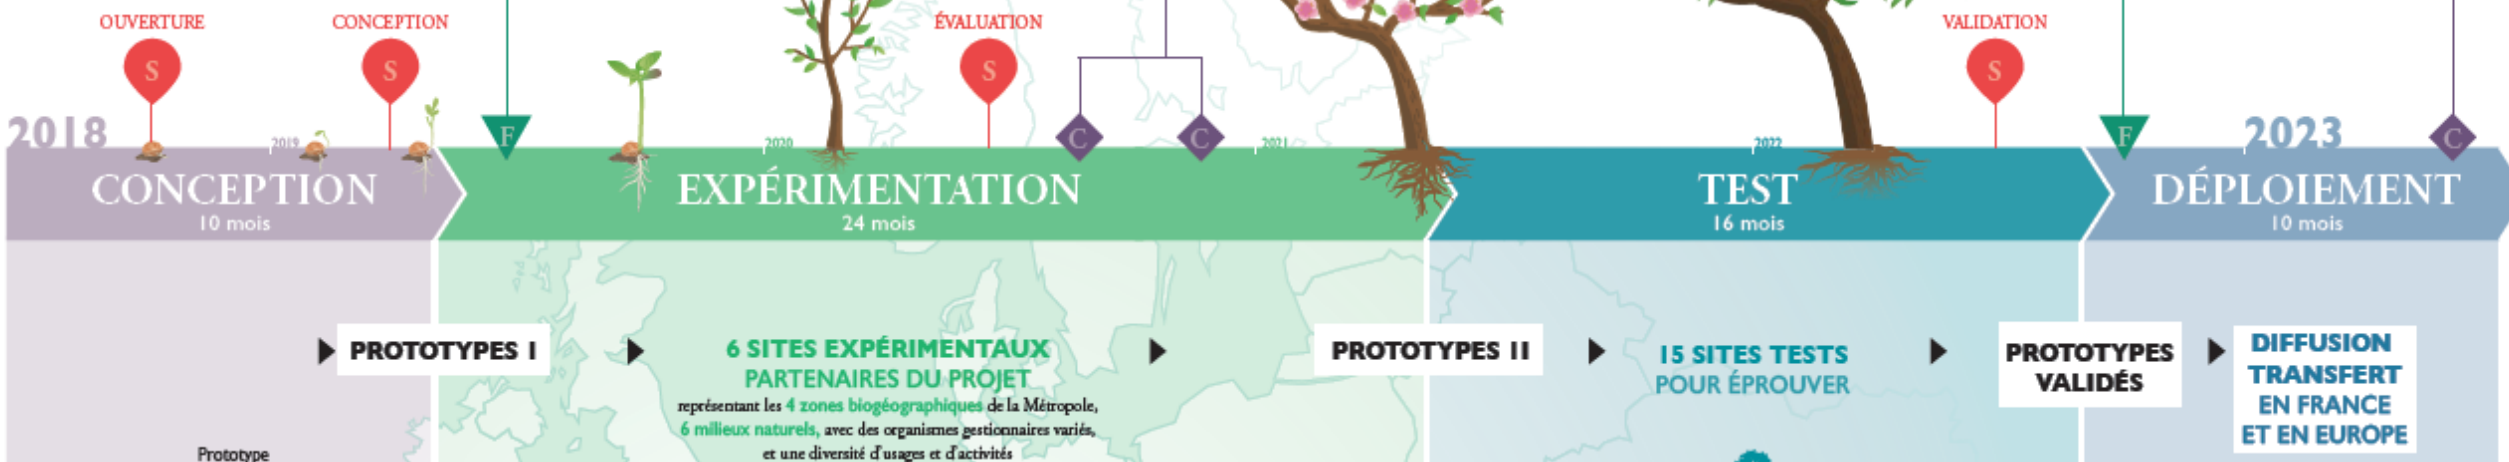 OUVERTURE
CONCEPTION
ÉVALUATION
VALIDATION
S
S
S
S
F
C
C
F
C
2018
2019
2020
2021
2022
2023
CONCEPTION
10 mois
EXPÉRIMENTATION
24 mois
TEST
16 mois
DÉPLOIEMENT
10 mois
PROTOTYPES I
6 SITES EXPÉRIMENTAUX
PARTENAIRES DU PROJET
représentant les 4 zones biogéographiques de la Métropole,
6 milieux naturels, avec des organismes gestionnaires variés,
et une diversité d'usages et d'activités
PROTOTYPES II
15 SITES TESTS
POUR ÉPROUVER
PROTOTYPES
VALIDÉS
DIFFUSION
TRANSFERT
EN FRANCE
ET EN EUROPE
Prototype